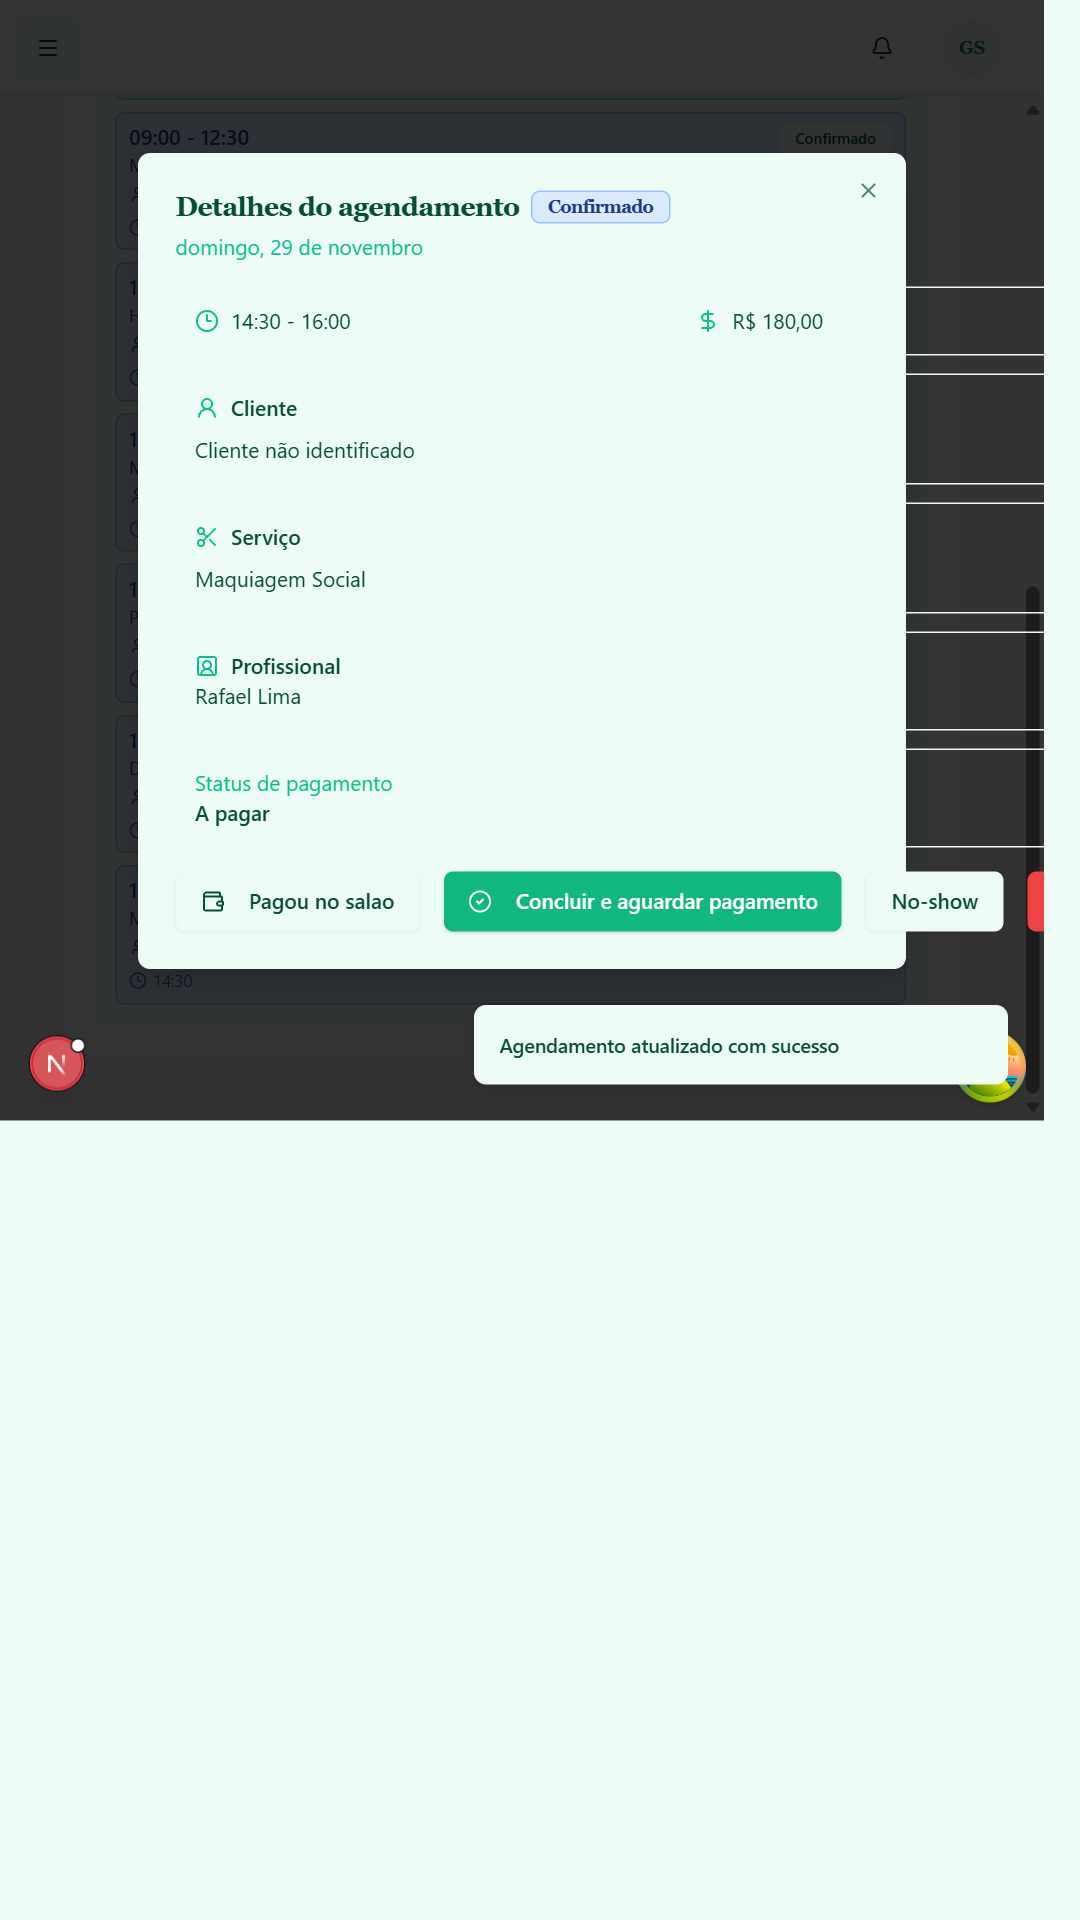 GS
09:00 - 12:30
Confirmado
Detalhes do agendamento
Confirmado
domingo, 29 de novembro
14:30 - 16:00
R$ 180,00
Cliente
Cliente não identificado
Serviço
Maquiagem Social
Profissional
Rafael Lima
Status de pagamento
A pagar
Pagou no salao
Concluir e aguardar pagamento
No-show
14:30
Agendamento atualizado com sucesso
N